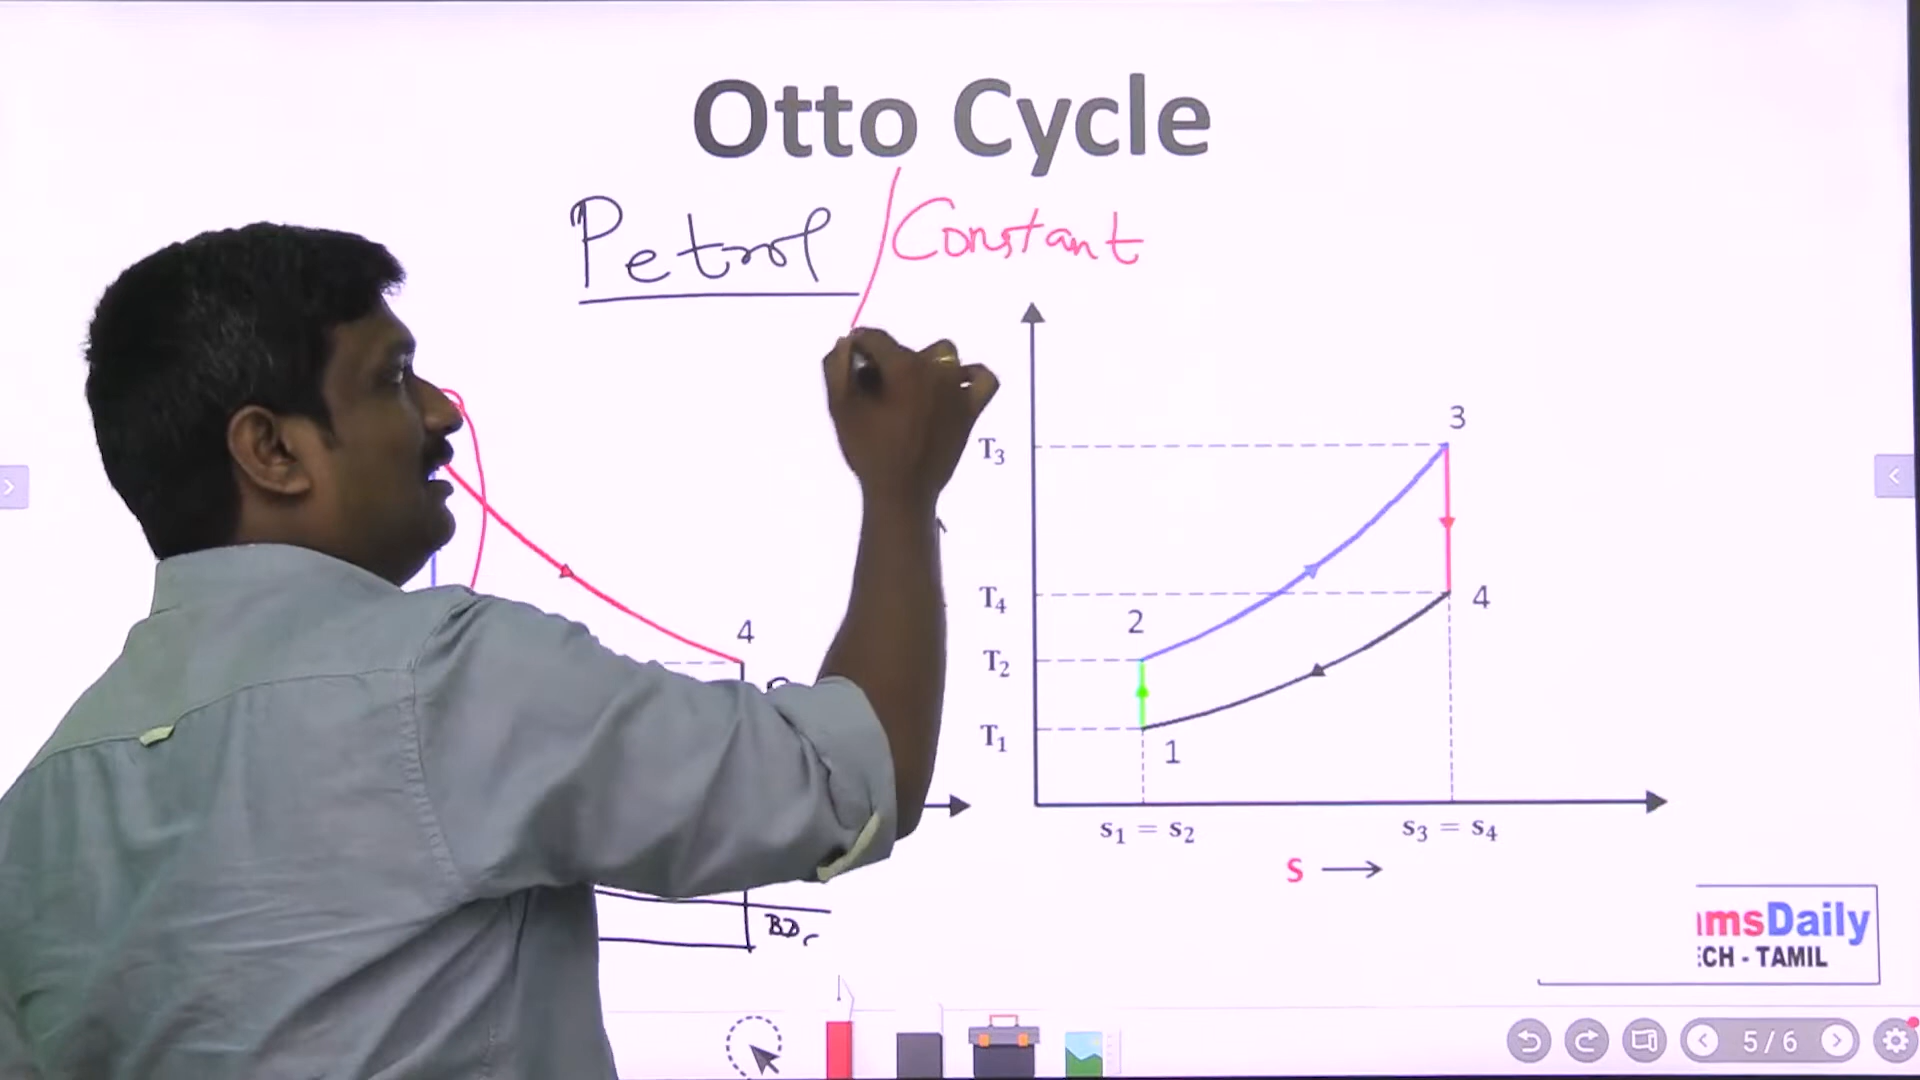 Otto Cycle
Petrol / Constant
3
T3
4
T4
2
4
T2
T1
1
s1 = s2
s3 = s4
S
BDC
msDaily
CH - TAMIL
5/6